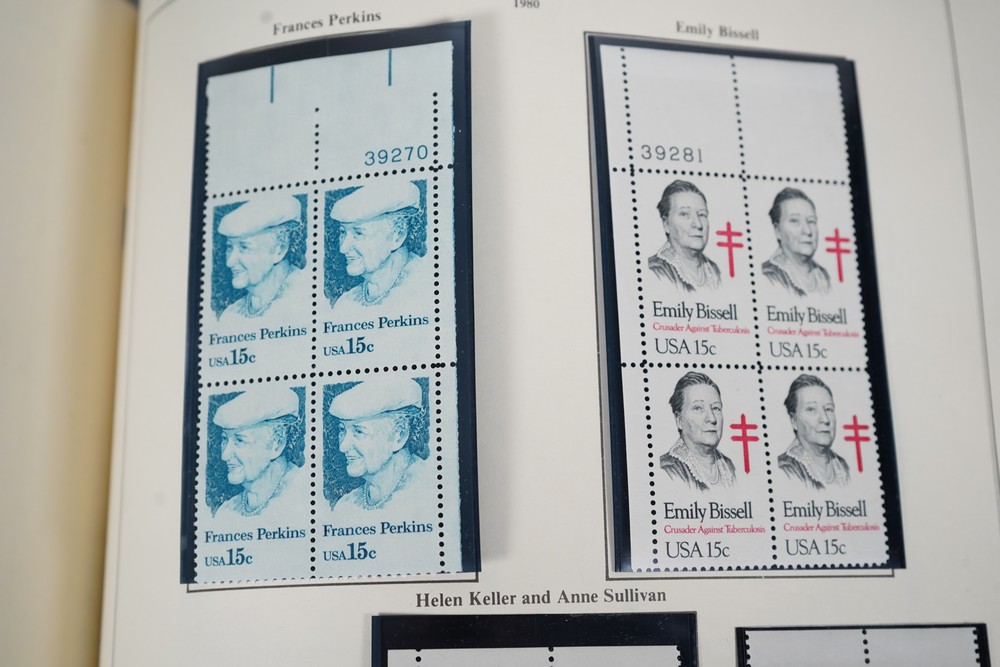 1980
Frances Perkins
39270
Frances Perkins
USA 15c
Frances Perkins
USA 15c
Frances Perkins
USA 15c
Frances Perkins
USA 15c
Emily Bissell
39281
Emily Bissell
Crusader Against Tuberculosis
USA 15c
Emily Bissell
Crusader Against Tuberculosis
USA 15c
Emily Bissell
Crusader Against Tuberculosis
USA 15c
Emily Bissell
Crusader Against Tuberculosis
USA 15c
Helen Keller and Anne Sullivan